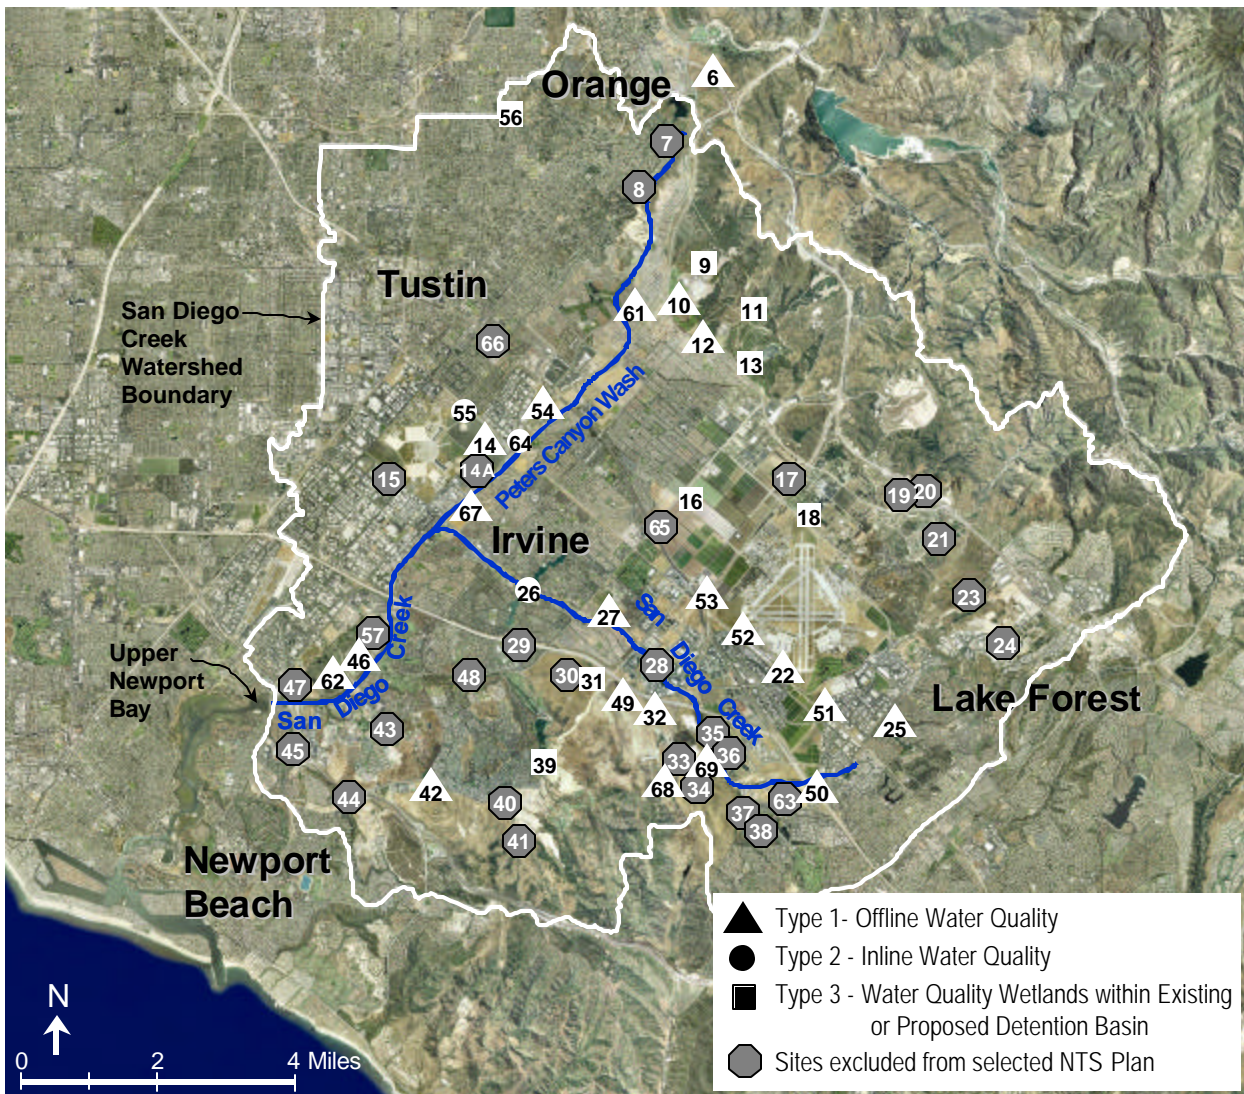 6
Orange
56
7
8
9
Tustin
10
11
San Diego
Creek
Watershed
Boundary
61
12
66
13
54
55
Peters Canyon Wash
14
64
14A
15
17
20
19
16
67
18
65
21
Irvine
26
53
23
27
San
Diego
Creek
57
52
24
Upper
Newport
Bay
46
29
28
22
62
48
30
31
47
Lake Forest
49
32
51
25
San
Diego
Creek
43
35
45
36
33
39
69
42
68
34
50
44
40
63
37
38
41
Newport
Beach
Type 1- Offline Water Quality
Type 2 - Inline Water Quality
Type 3 - Water Quality Wetlands within Existing
or Proposed Detention Basin
Sites excluded from selected NTS Plan
N
0 2 4 Miles